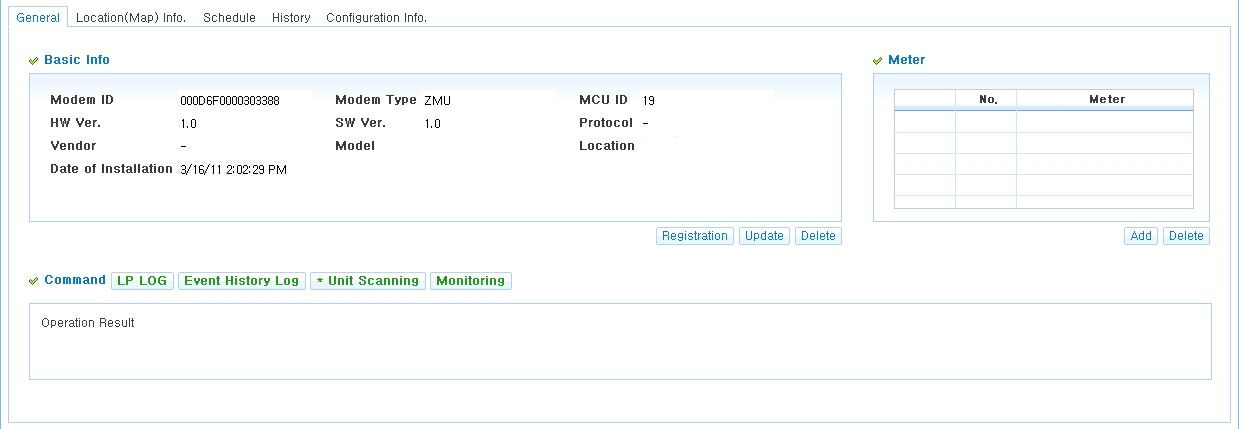 General Location(Map) Info. Schedule History Configuration Info.
Basic Info
Modem ID 000D6F0000303388 Modem Type ZMU MCU ID 19
HW Ver. 1.0 SW Ver. 1.0 Protocol -
Vendor - Model Location
Date of Installation 3/16/11 2:02:29 PM
Registration Update Delete
Meter
No. Meter
Add Delete
Command LP LOG Event History Log * Unit Scanning Monitoring
Operation Result